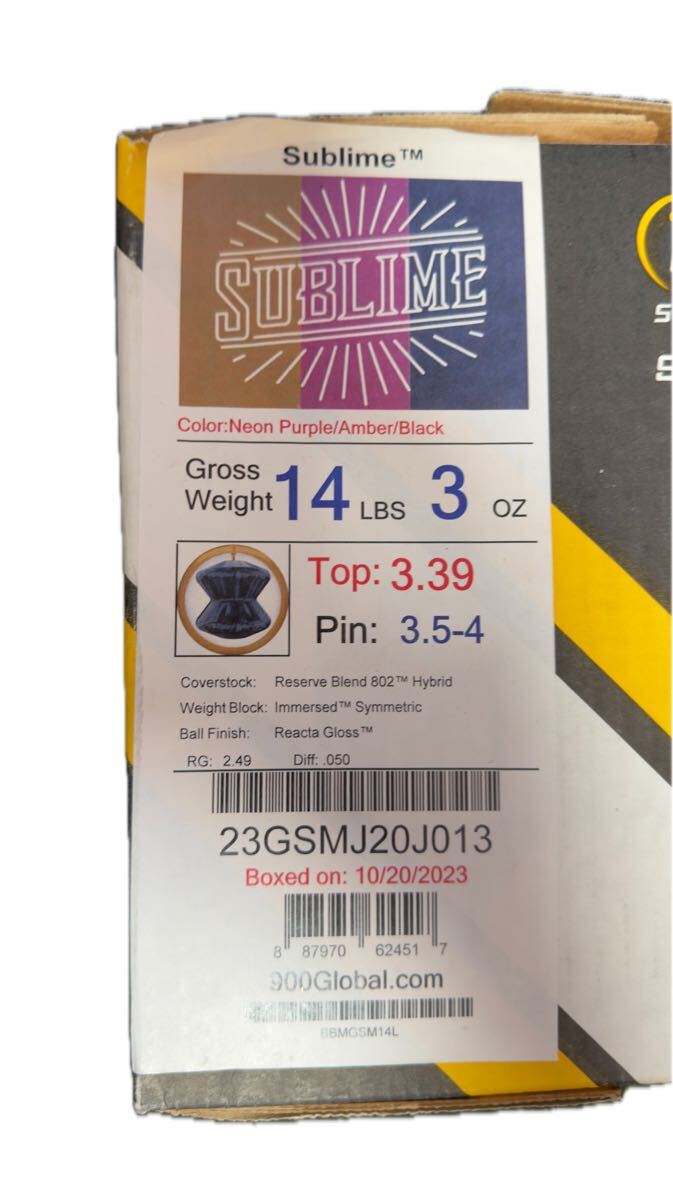 Sublime™
SUBLIME
Color:Neon Purple/Amber/Black
Gross Weight 14 LBS 3 OZ
Top: 3.39
Pin: 3.5-4
Coverstock: Reserve Blend 802™ Hybrid
Weight Block: Immersed™ Symmetric
Ball Finish: Reacta Gloss™
RG: 2.49 Diff: .050
23GSMJ20J013
Boxed on: 10/20/2023
8 87970 62451 7
900Global.com
BBMGSM14L